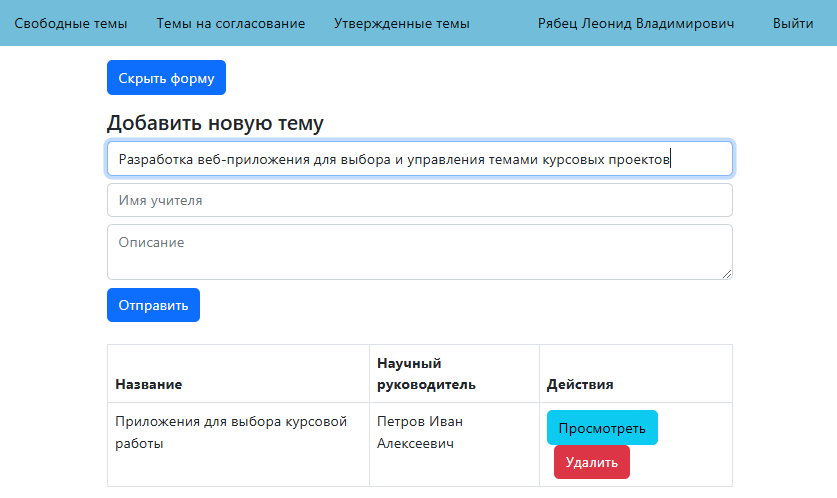 Свободные темы Темы на согласование Утвержденные темы Рябец Леонид Владимирович Выйти
Скрыть форму
Добавить новую тему
Разработка веб-приложения для выбора и управления темами курсовых проектов
Имя учителя
Описание
Отправить
Название Научный руководитель Действия
Приложения для выбора курсовой работы Петров Иван Алексеевич Просмотреть
Удалить